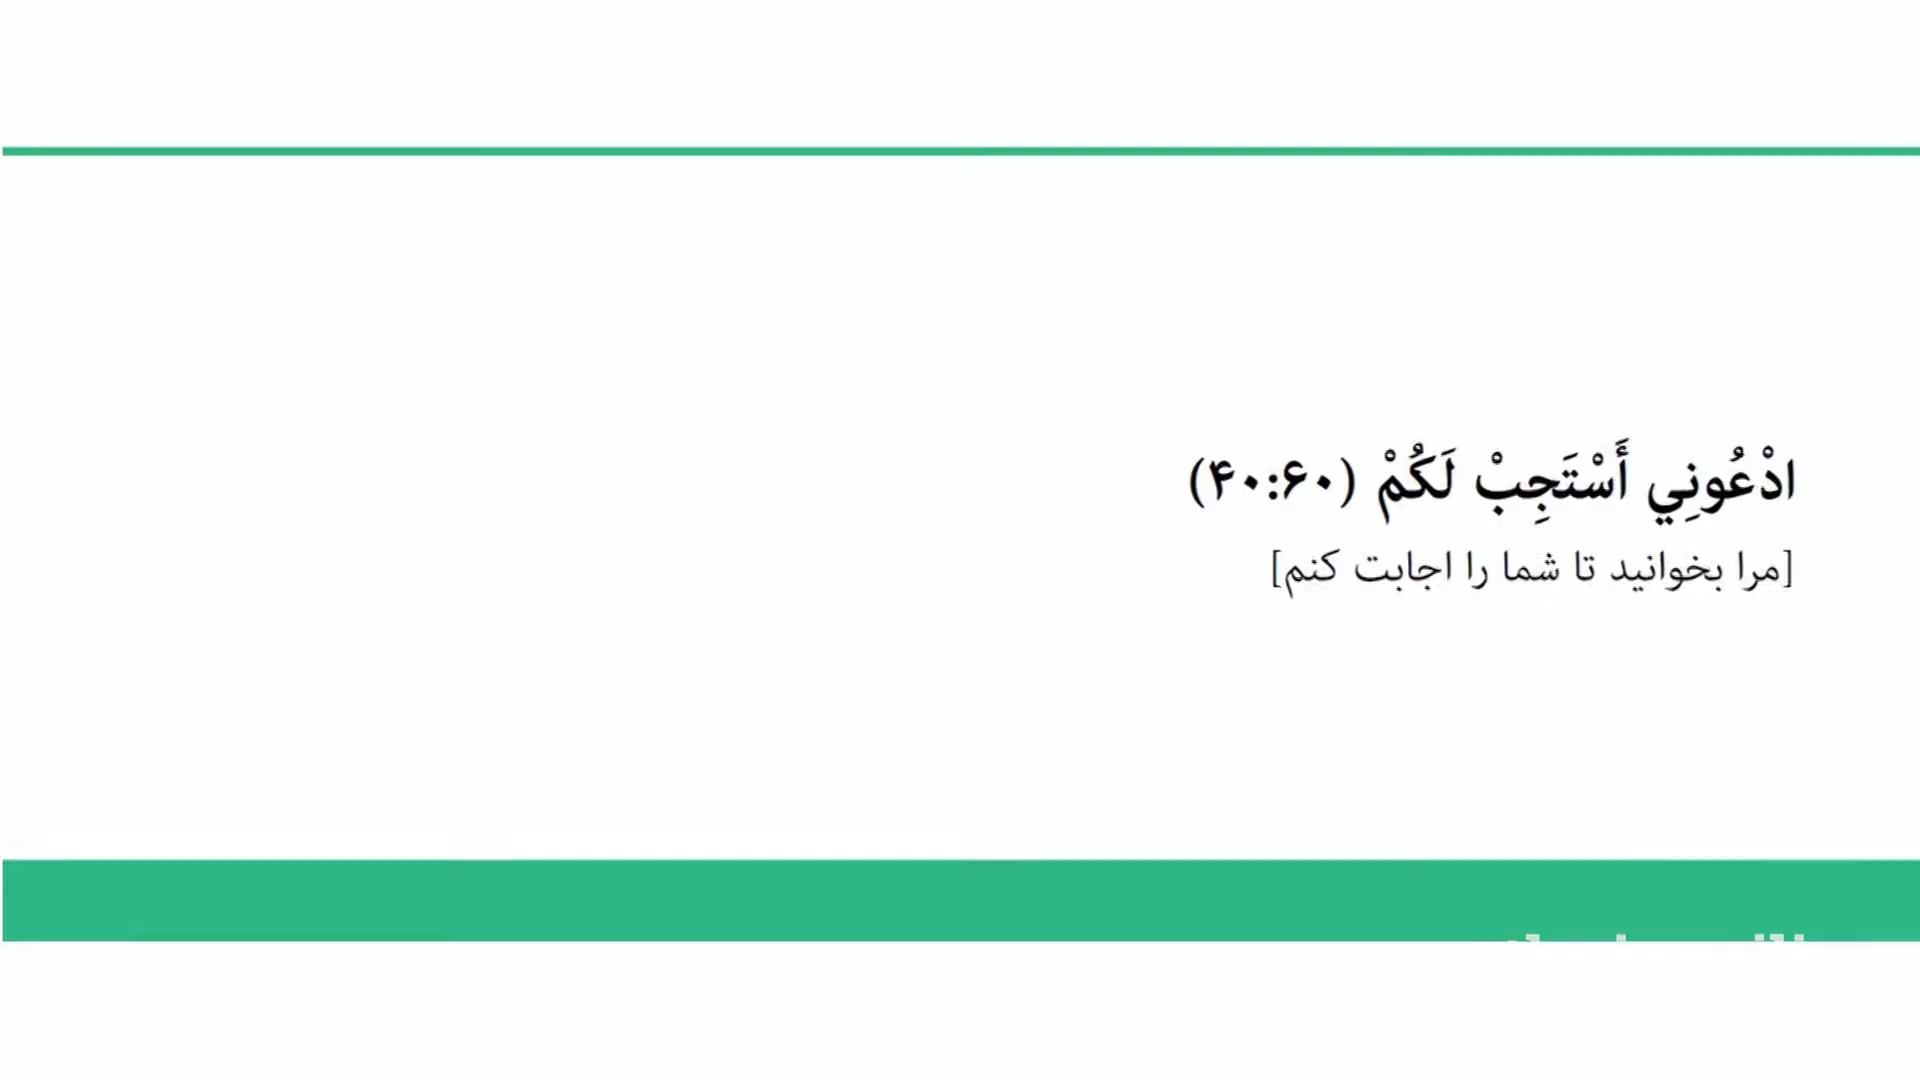 ادْعُونِي أَسْتَجِبْ لَكُمْ (۴۰:۶۰)
[مرا بخوانید تا شما را اجابت کنم]